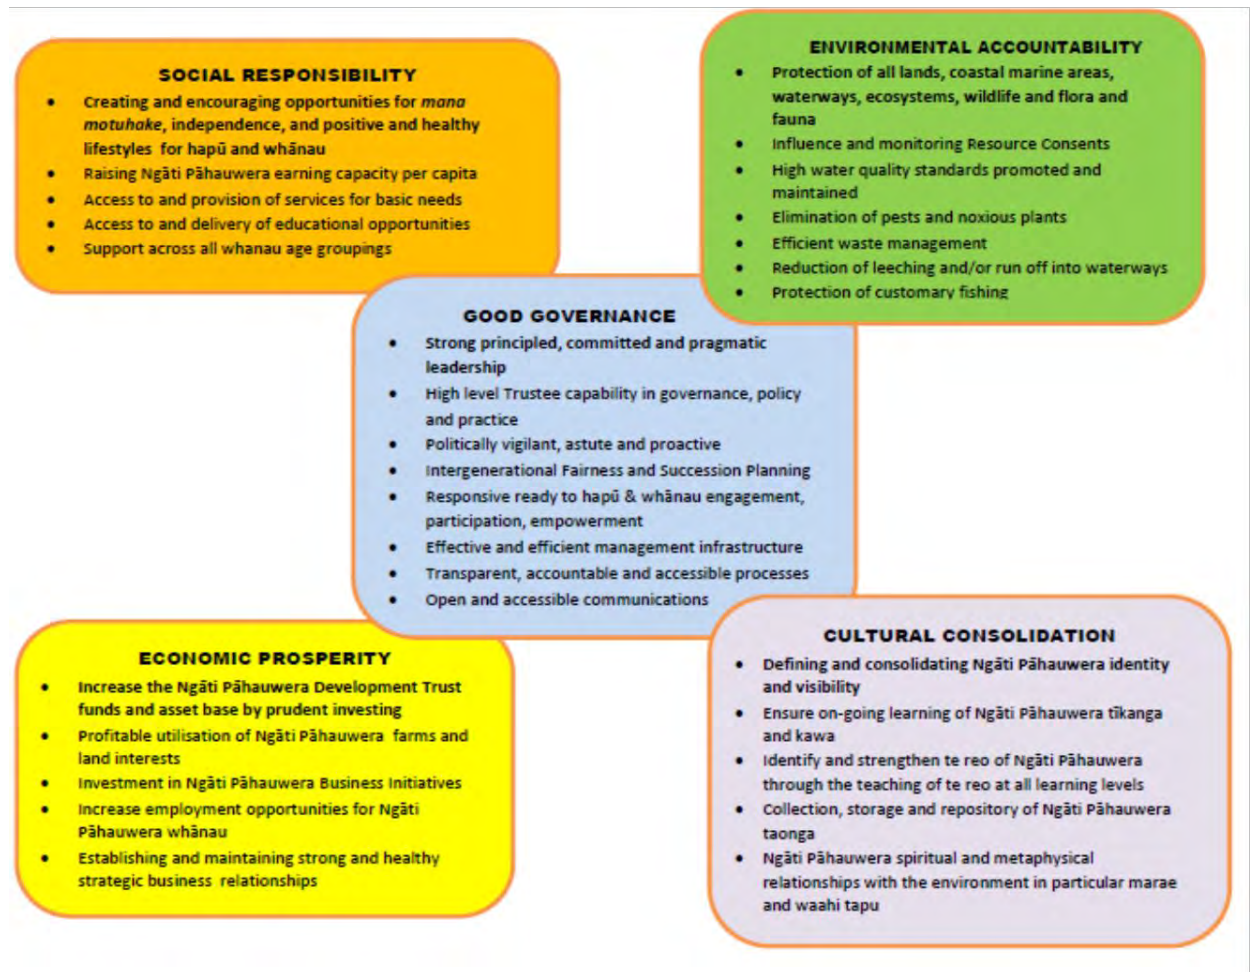 SOCIAL RESPONSIBILITY
• Creating and encouraging opportunities for mana
motuhake, independence, and positive and healthy
lifestyles for hapū and whānau
• Raising Ngāti Pāhauwera earning capacity per capita
• Access to and provision of services for basic needs
• Access to and delivery of educational opportunities
• Support across all whanau age groupings
ENVIRONMENTAL ACCOUNTABILITY
• Protection of all lands, coastal marine areas,
waterways, ecosystems, wildlife and flora and
fauna
• Influence and monitoring Resource Consents
• High water quality standards promoted and
maintained
• Elimination of pests and noxious plants
• Efficient waste management
• Reduction of leeching and/or run off into waterways
• Protection of customary fishing
GOOD GOVERNANCE
• Strong principled, committed and pragmatic
leadership
• High level Trustee capability in governance, policy
and practice
• Politically vigilant, astute and proactive
• Intergenerational Fairness and Succession Planning
• Responsive ready to hapū & whānau engagement,
participation, empowerment
• Effective and efficient management infrastructure
• Transparent, accountable and accessible processes
• Open and accessible communications
ECONOMIC PROSPERITY
• Increase the Ngāti Pāhauwera Development Trust
funds and asset base by prudent investing
• Profitable utilisation of Ngāti Pāhauwera farms and
land interests
• Investment in Ngāti Pāhauwera Business Initiatives
• Increase employment opportunities for Ngāti
Pāhauwera whānau
• Establishing and maintaining strong and healthy
strategic business relationships
CULTURAL CONSOLIDATION
• Defining and consolidating Ngāti Pāhauwera identity
and visibility
• Ensure on-going learning of Ngāti Pāhauwera tīkanga
and kawa
• Identify and strengthen te reo of Ngāti Pāhauwera
through the teaching of te reo at all learning levels
• Collection, storage and repository of Ngāti Pāhauwera
taonga
• Ngāti Pāhauwera spiritual and metaphysical
relationships with the environment in particular marae
and waahi tapu